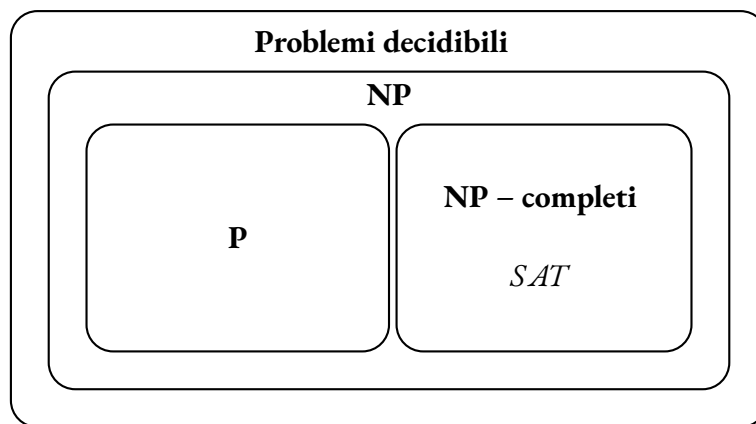 Problemi decidibili
NP
P
NP – completi
SAT